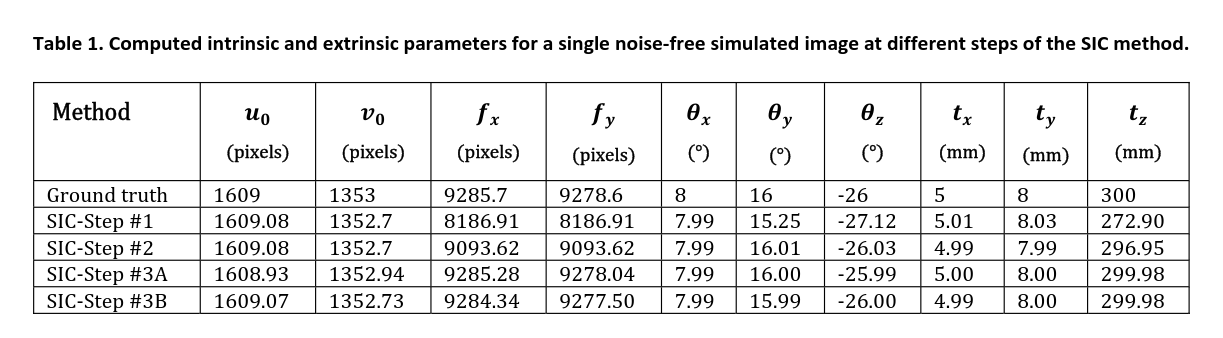 Table 1. Computed intrinsic and extrinsic parameters for a single noise-free simulated image at different steps of the SIC method.
Method u₀ v₀ fₓ f_y θₓ θ_y θ_z tₓ t_y t_z
(pixels) (pixels) (pixels) (pixels) (°) (°) (°) (mm) (mm) (mm)
Ground truth 1609 1353 9285.7 9278.6 8 16 -26 5 8 300
SIC-Step #1 1609.08 1352.7 8186.91 8186.91 7.99 15.25 -27.12 5.01 8.03 272.90
SIC-Step #2 1609.08 1352.7 9093.62 9093.62 7.99 16.01 -26.03 4.99 7.99 296.95
SIC-Step #3A 1608.93 1352.94 9285.28 9278.04 7.99 16.00 -25.99 5.00 8.00 299.98
SIC-Step #3B 1609.07 1352.73 9284.34 9277.50 7.99 15.99 -26.00 4.99 8.00 299.98